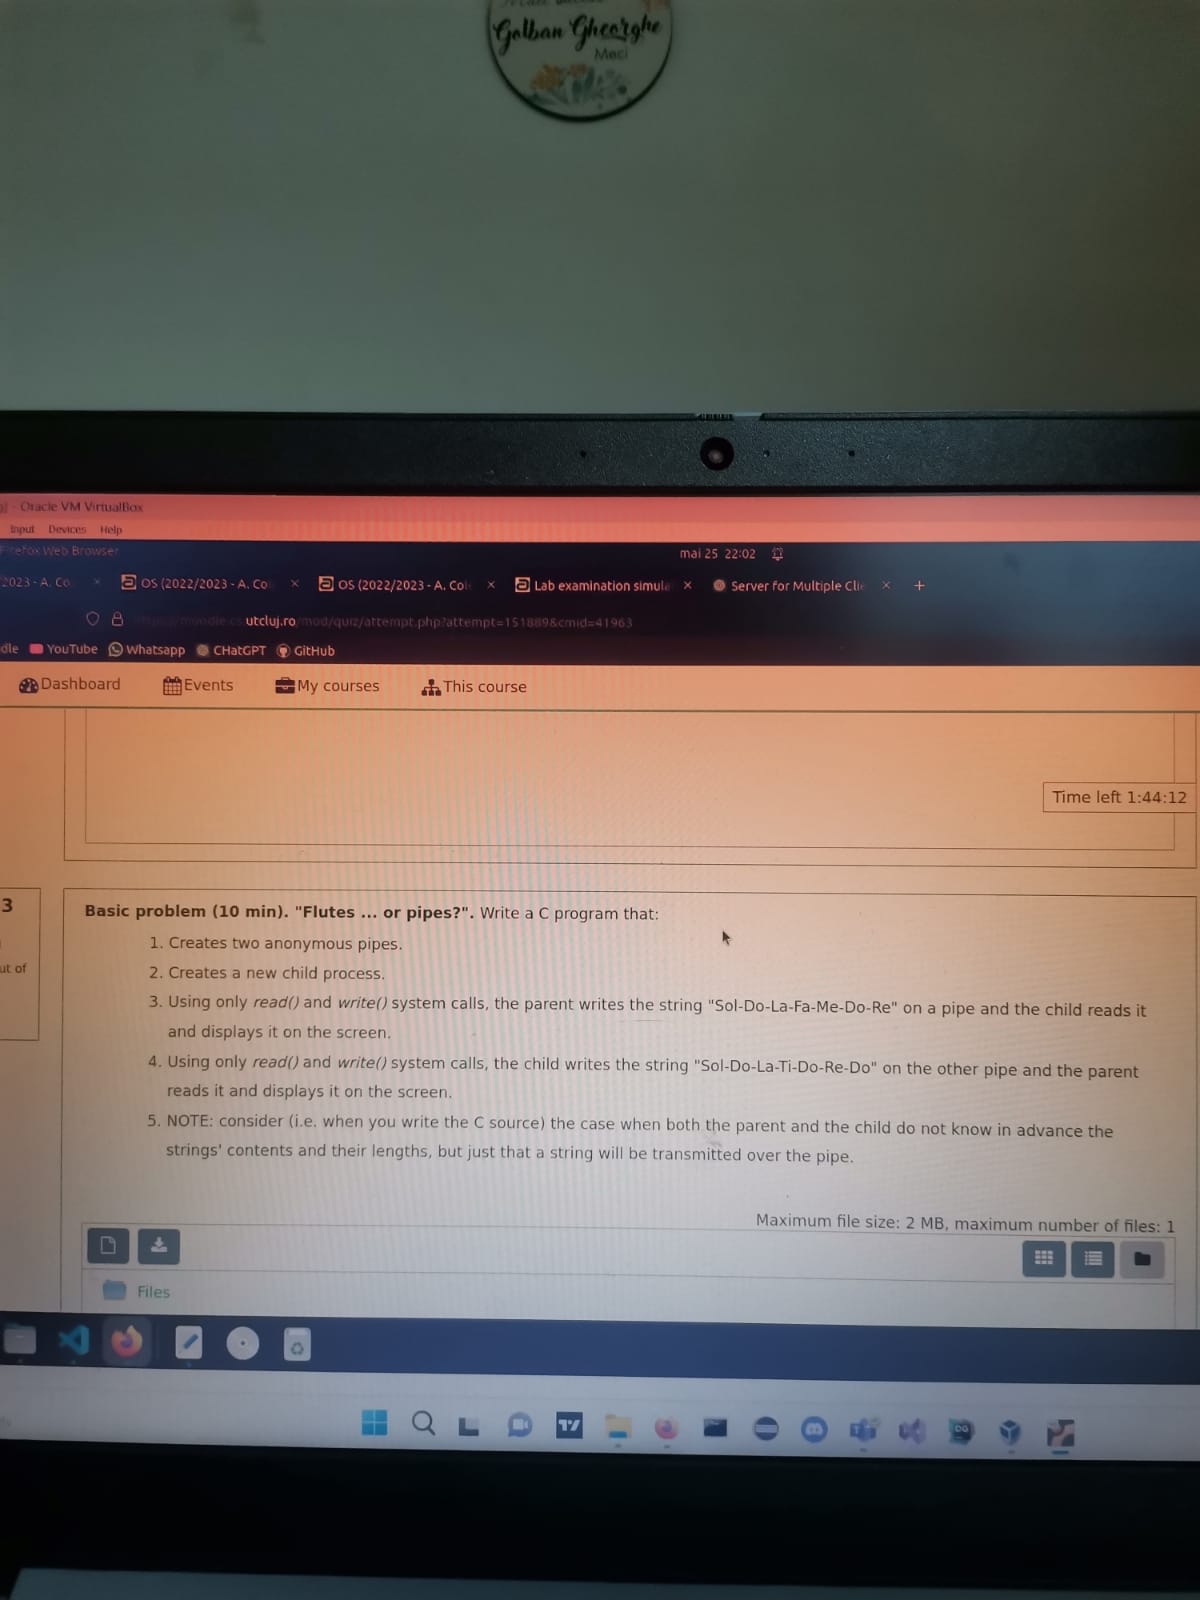 Galban Gheorghe
Meci
Oracle VM VirtualBox
Input Devices Help
Firefox Web Browser
mai 25 22:02
2023 - A. Co
OS (2022/2023 - A. Co
OS (2022/2023 - A. Col
Lab examination simula
Server for Multiple Clie
utcluj.ro/mod/quiz/attempt.php?attempt=151889&cmid=41963
dle YouTube Whatsapp CHatGPT GitHub
Dashboard Events My courses This course
Time left 1:44:12
3
ut of
Basic problem (10 min). "Flutes ... or pipes?". Write a C program that:
1. Creates two anonymous pipes.
2. Creates a new child process.
3. Using only read() and write() system calls, the parent writes the string "Sol-Do-La-Fa-Me-Do-Re" on a pipe and the child reads it
and displays it on the screen.
4. Using only read() and write() system calls, the child writes the string "Sol-Do-La-Ti-Do-Re-Do" on the other pipe and the parent
reads it and displays it on the screen.
5. NOTE: consider (i.e. when you write the C source) the case when both the parent and the child do not know in advance the
strings' contents and their lengths, but just that a string will be transmitted over the pipe.
Maximum file size: 2 MB, maximum number of files: 1
Files